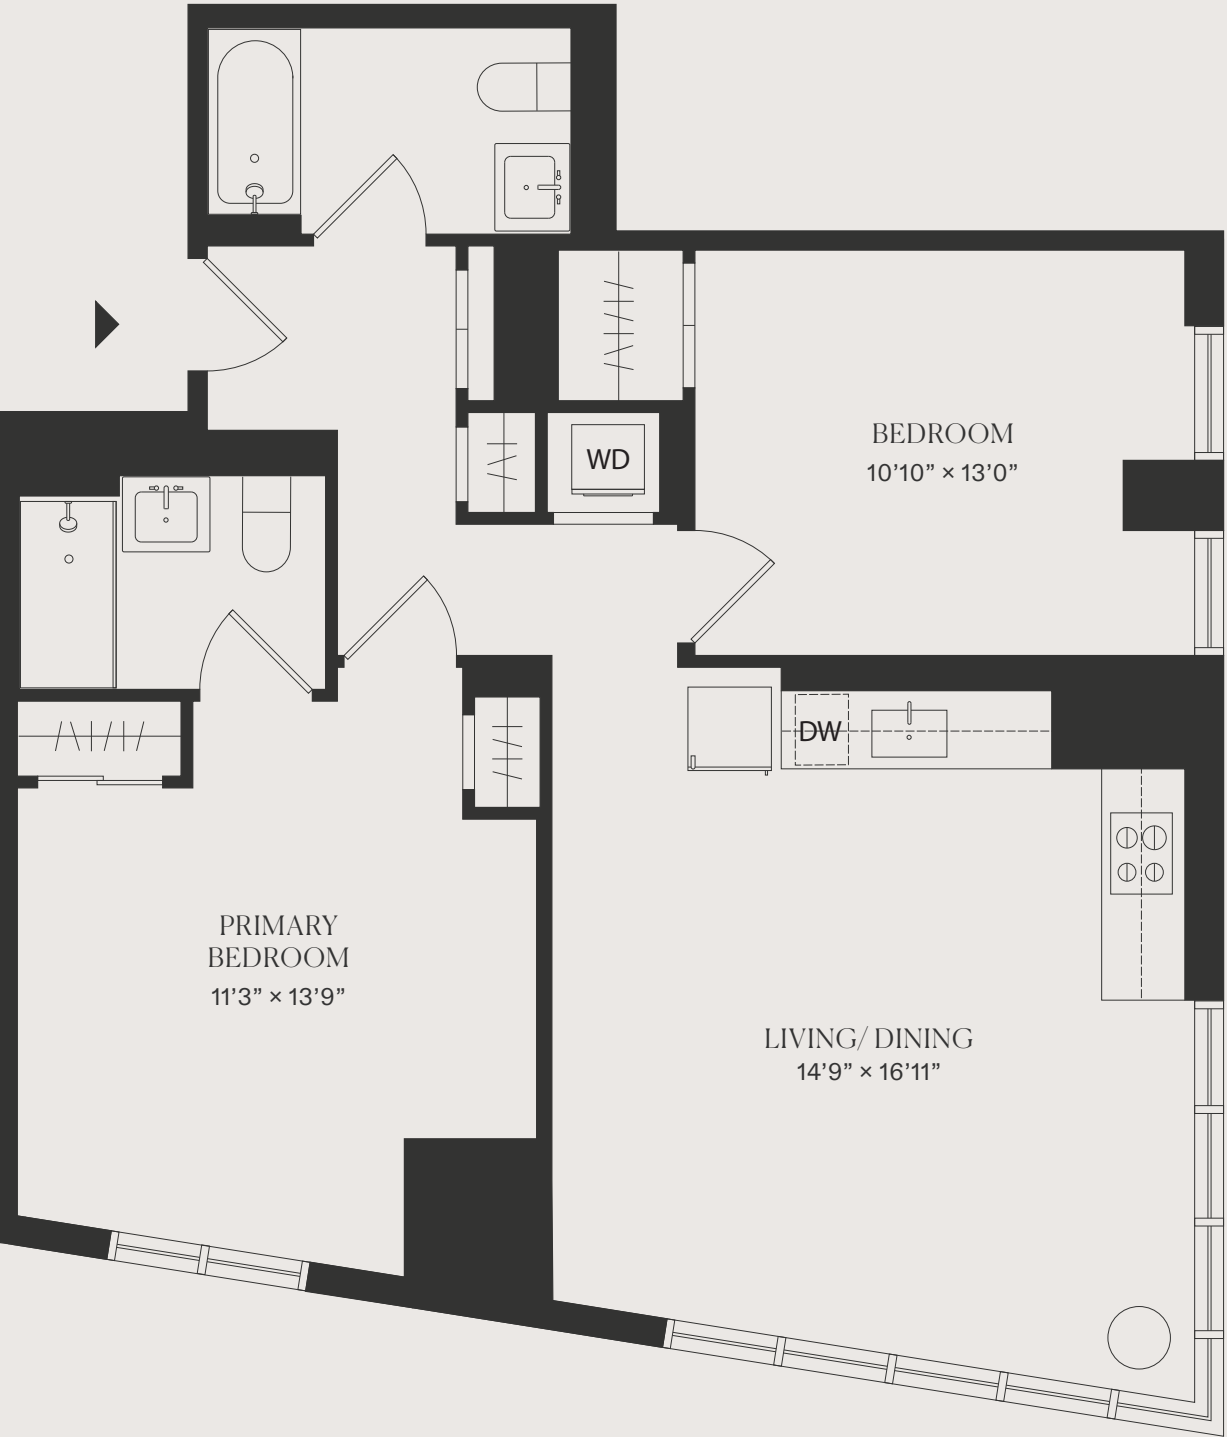 WD
BEDROOM
10’10” × 13’0”
DW
PRIMARY
BEDROOM
11’3” × 13’9”
LIVING/ DINING
14’9” × 16’11”